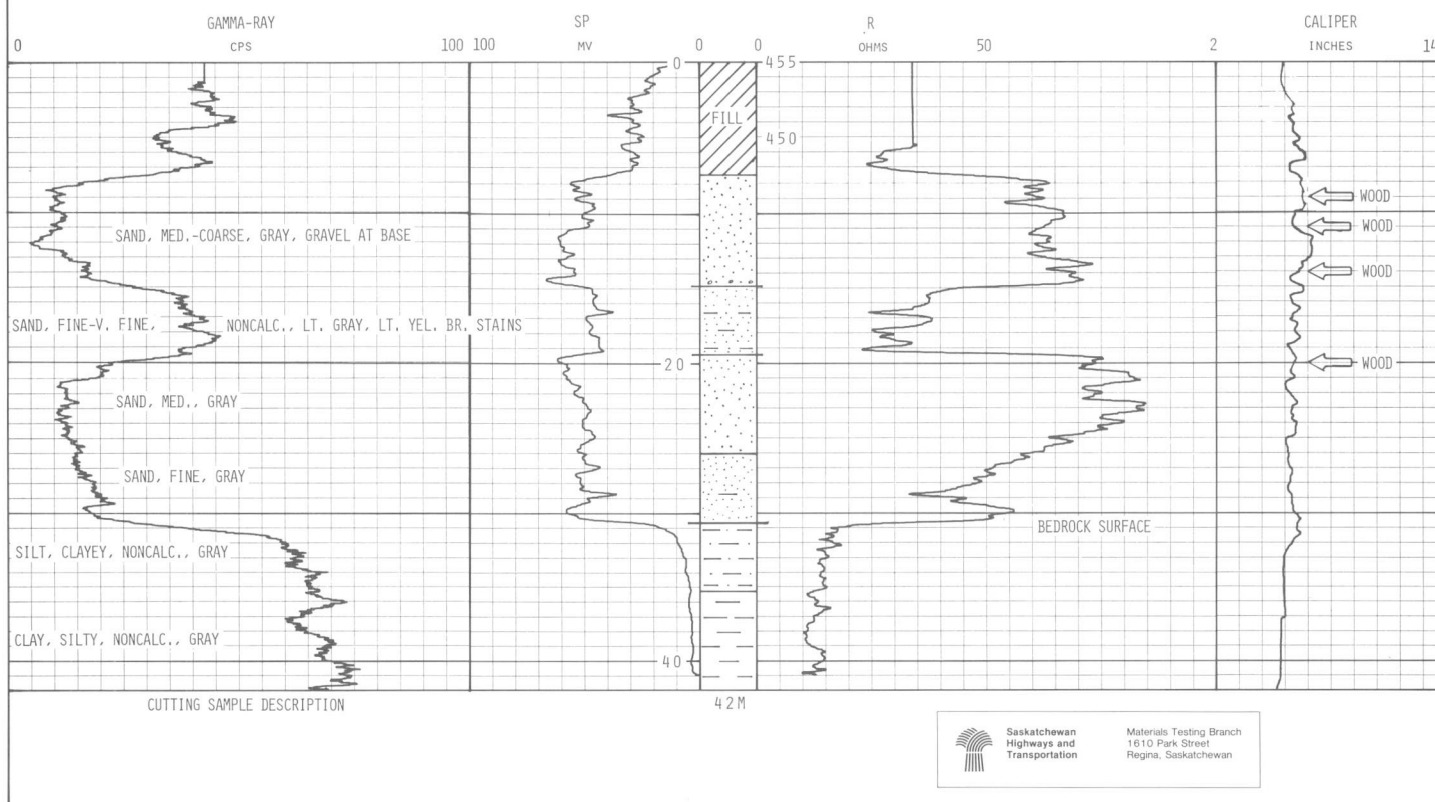 GAMMA-RAY SP R CALIPER
0 CPS 100 100 MV 0 0 OHMS 50 2 INCHES 14
0 455
FILL
450
WOOD
SAND, MED.-COARSE, GRAY, GRAVEL AT BASE
WOOD
WOOD
SAND, FINE-V. FINE, NONCALC., LT. GRAY, LT. YEL. BR. STAINS
20
WOOD
SAND, MED., GRAY
SAND, FINE, GRAY
BEDROCK SURFACE
SILT, CLAYEY, NONCALC., GRAY
CLAY, SILTY, NONCALC., GRAY
40
CUTTING SAMPLE DESCRIPTION
42M
Saskatchewan
Highways and
Transportation
Materials Testing Branch
1610 Park Street
Regina, Saskatchewan